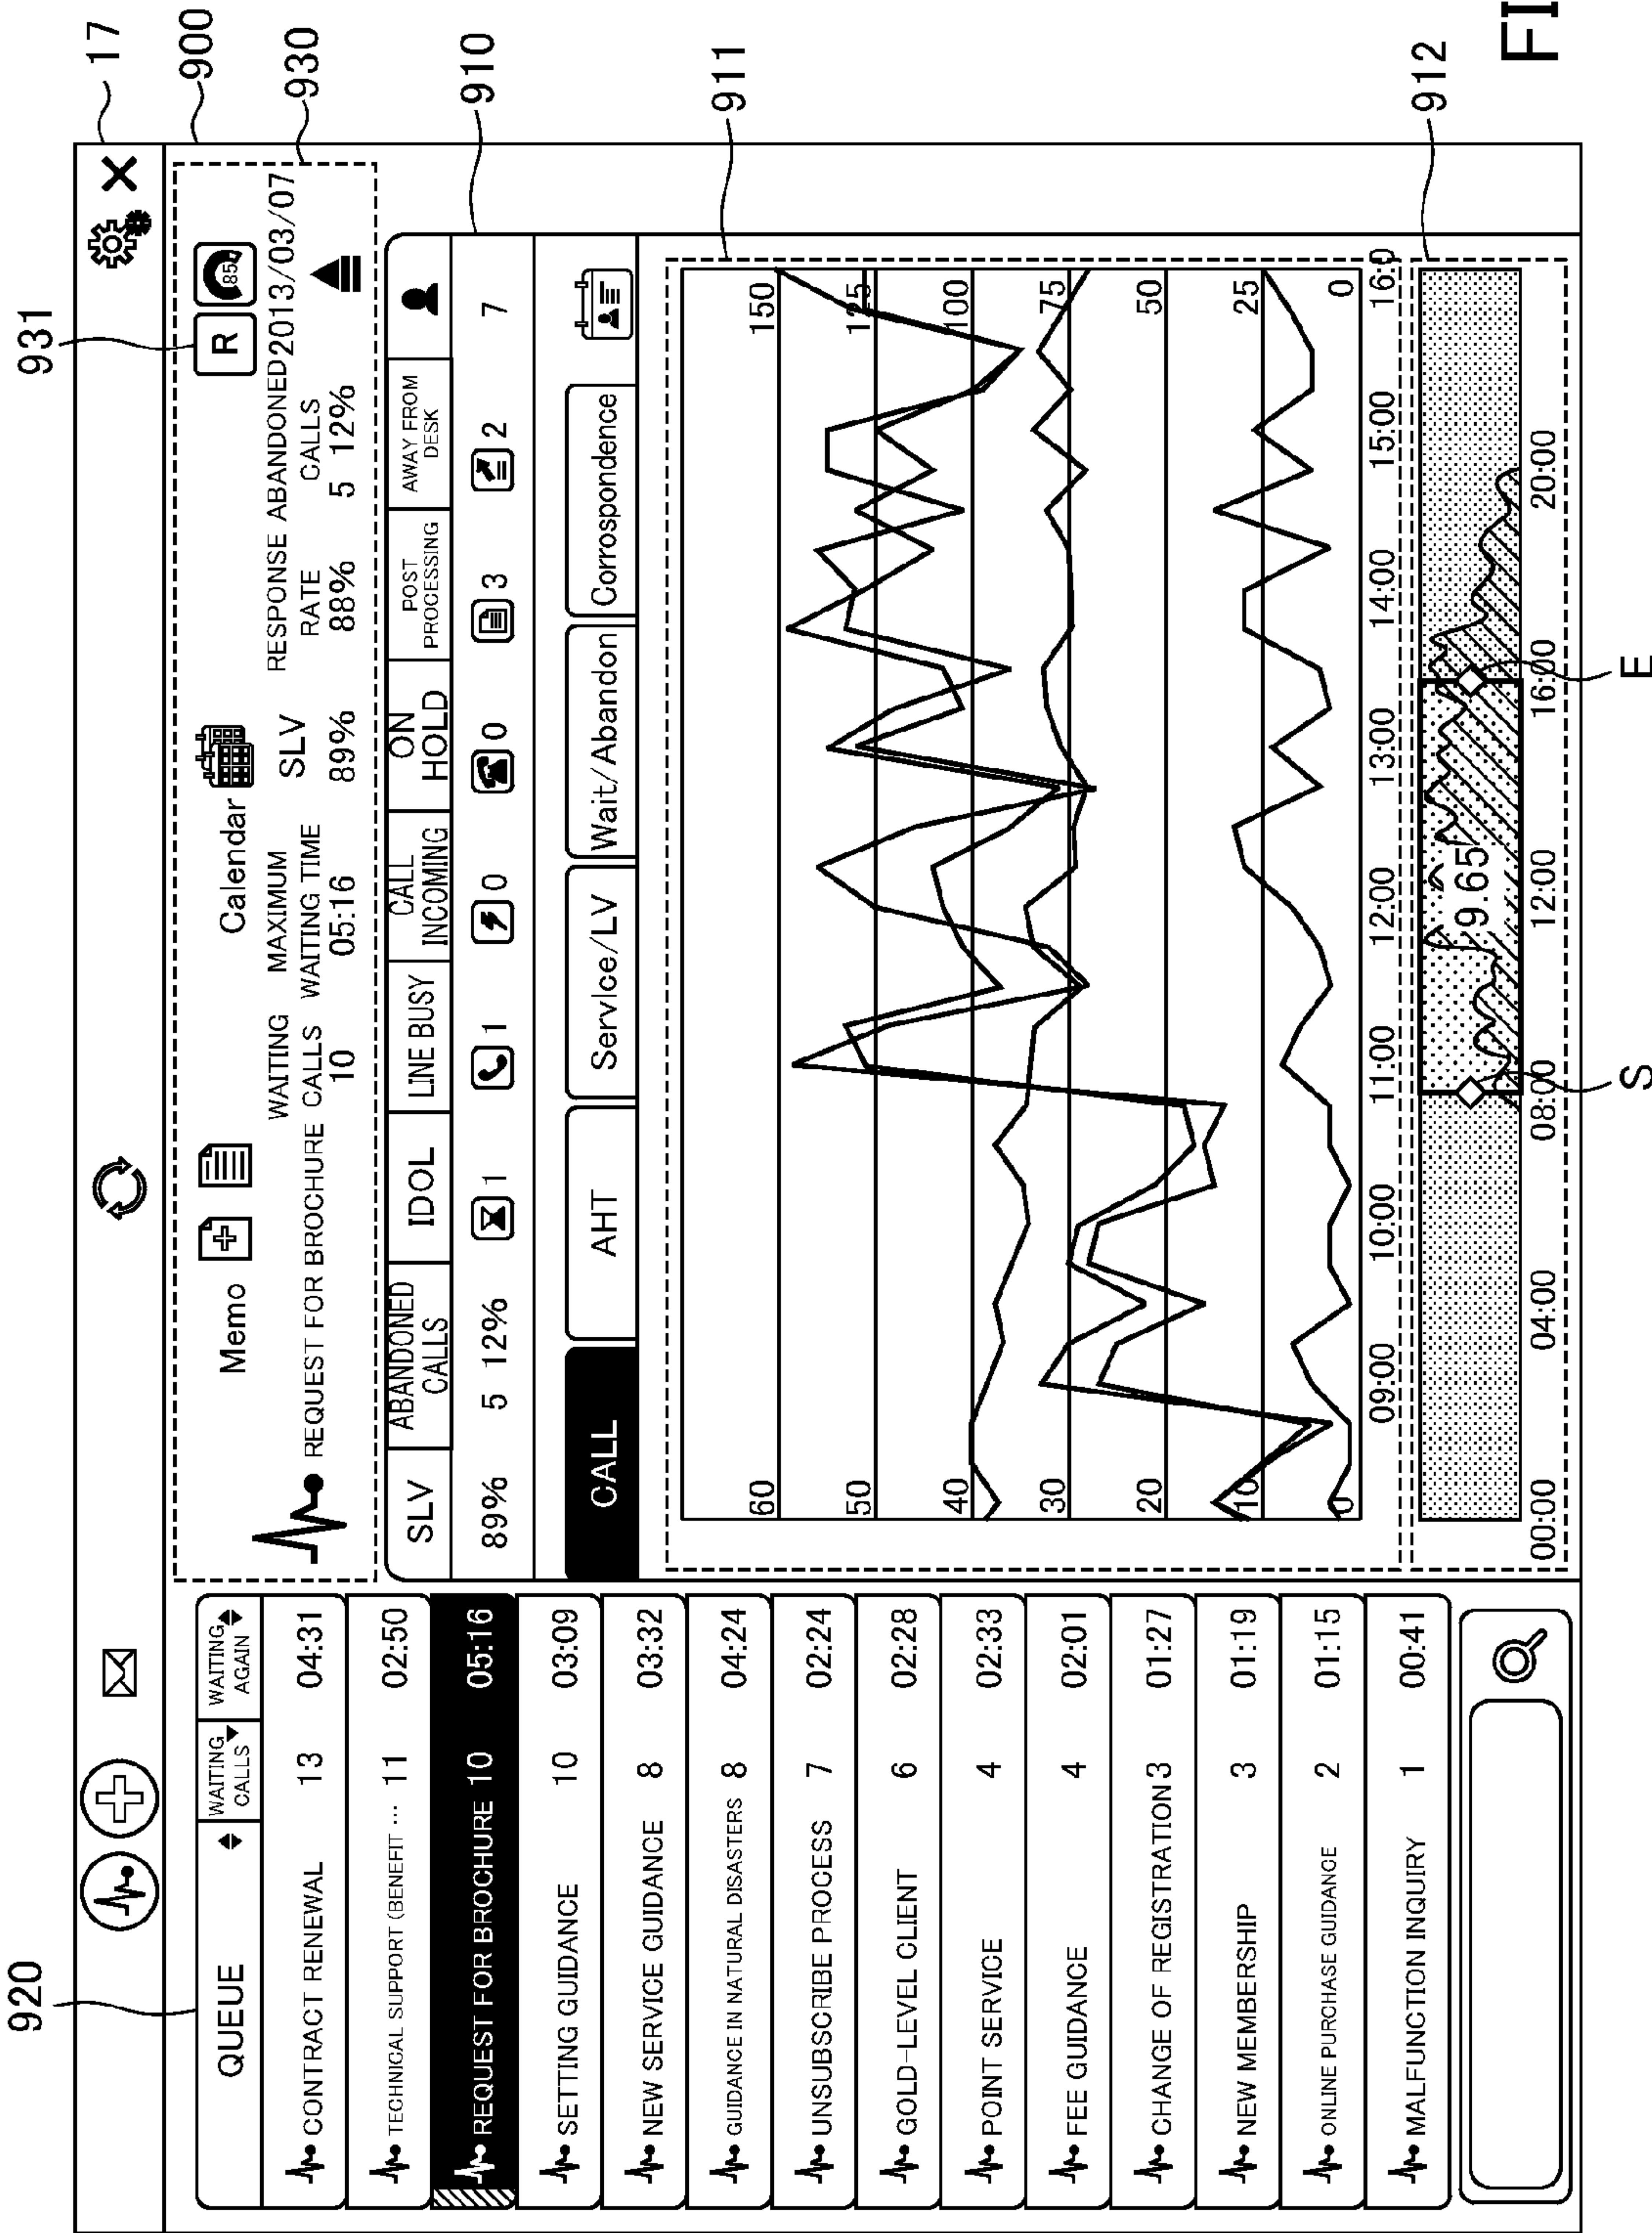 920
931
17
900
930
910
911
912
QUEUE
WAITING CALLS
WAITING AGAIN
CONTRACT RENEWAL 13 04:31
TECHNICAL SUPPORT (BENEFIT ··· 11 02:50
REQUEST FOR BROCHURE 10 05:16
SETTING GUIDANCE 10 03:09
NEW SERVICE GUIDANCE 8 03:32
GUIDANCE IN NATURAL DISASTERS 8 04:24
UNSUBSCRIBE PROCESS 7 02:24
GOLD-LEVEL CLIENT 6 02:28
POINT SERVICE 4 02:33
FEE GUIDANCE 4 02:01
CHANGE OF REGISTRATION 3 01:27
NEW MEMBERSHIP 3 01:19
ONLINE PURCHASE GUIDANCE 2 01:15
MALFUNCTION INQUIRY 1 00:41
Memo Calendar R 85
2013/03/07
WAITING MAXIMUM SLV RESPONSE ABANDONED
REQUEST FOR BROCHURE CALLS WAITING TIME RATE CALLS
10 05:16 89% 88% 5 12%
SLV
ABANDONED CALLS
IDOL
LINE BUSY
CALL INCOMING
ON HOLD
POST PROCESSING
AWAY FROM DESK
89% 5 12% 1 1 0 0 3 2 7
CALL AHT Servlce/LV Wait/Abandon Corrospondence
60 150
50 125
40 100
30 75
20 50
10 25
0 0
09:00 10:00 11:00 12:00 13:00 14:00 15:00 16:0
9.65
00:00 04:00 08:00 12:00 16:00 20:00
S E
FI